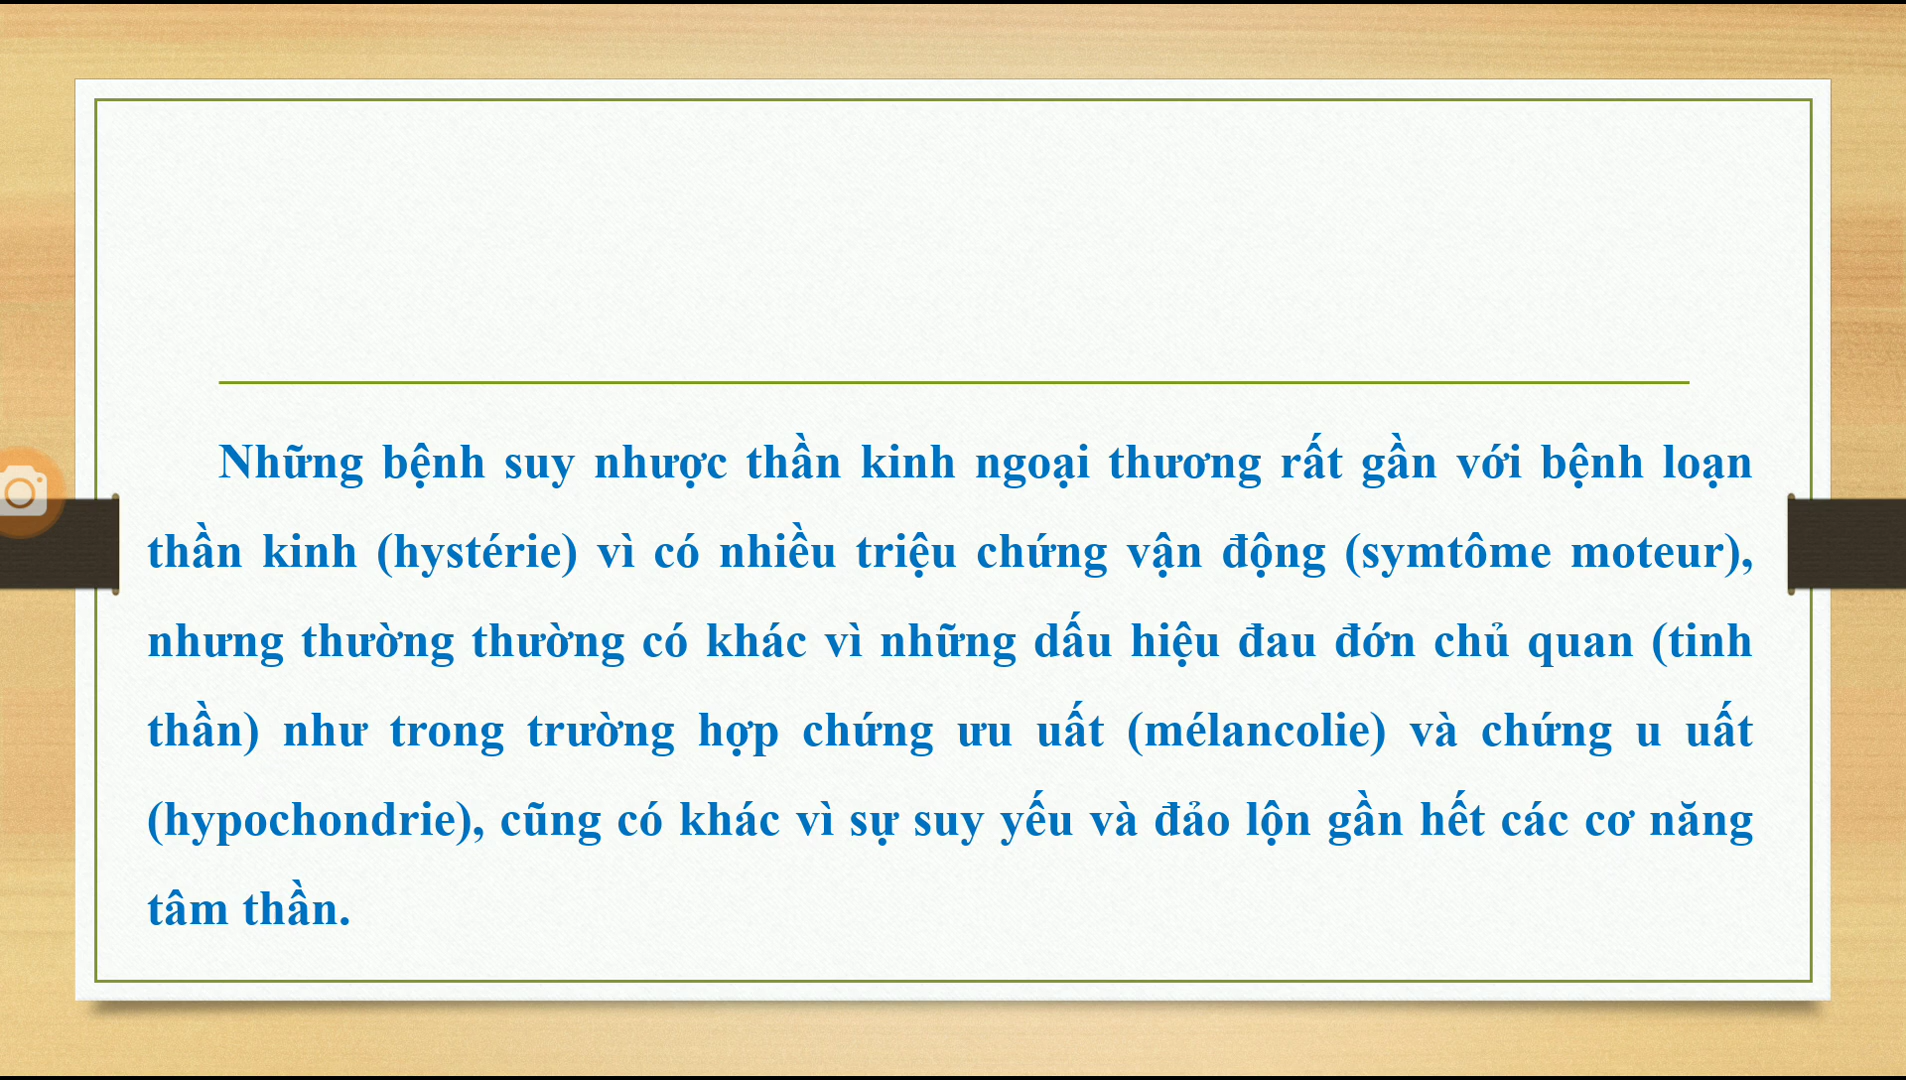 Những bệnh suy nhược thần kinh ngoại thương rất gần với bệnh loạn
thần kinh (hystérie) vì có nhiều triệu chứng vận động (symtôme moteur),
nhưng thường thường có khác vì những dấu hiệu đau đớn chủ quan (tinh
thần) như trong trường hợp chứng ưu uất (mélancolie) và chứng u uất
(hypochondrie), cũng có khác vì sự suy yếu và đảo lộn gần hết các cơ năng
tâm thần.